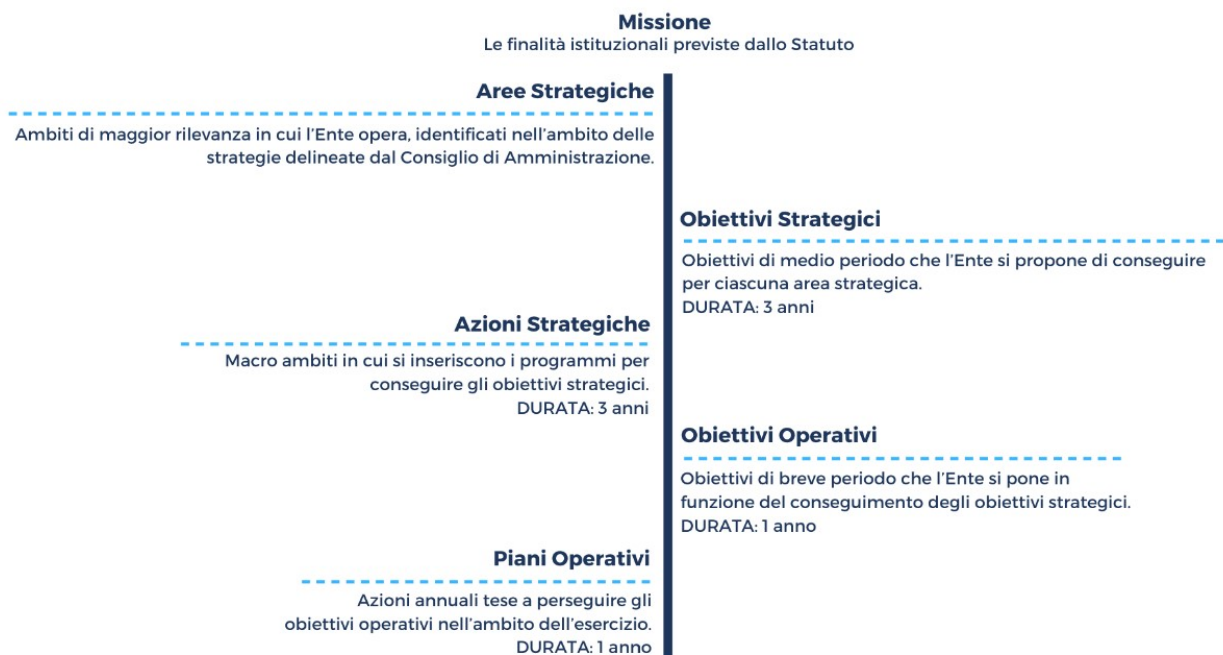 Missione
Le finalità istituzionali previste dallo Statuto
Aree Strategiche
Ambiti di maggior rilevanza in cui l'Ente opera, identificati nell'ambito delle
strategie delineate dal Consiglio di Amministrazione.
Obiettivi Strategici
Obiettivi di medio periodo che l'Ente si propone di conseguire
per ciascuna area strategica.
DURATA: 3 anni
Azioni Strategiche
Macro ambiti in cui si inseriscono i programmi per
conseguire gli obiettivi strategici.
DURATA: 3 anni
Obiettivi Operativi
Obiettivi di breve periodo che l'Ente si pone in
funzione del conseguimento degli obiettivi strategici.
DURATA: 1 anno
Piani Operativi
Azioni annuali tese a perseguire gli
obiettivi operativi nell'ambito dell'esercizio.
DURATA: 1 anno